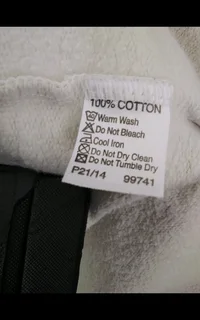 100% COTTON
Warm Wash
Do Not Bleach
Cool Iron
Do Not Dry Clean
Do Not Tumble Dry
P21/14 99741